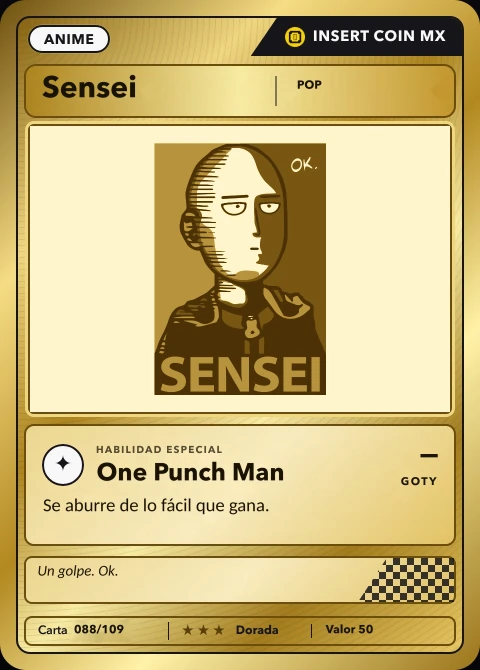 ANIME
INSERT COIN MX
Sensei
POP
OK.
SENSEI
HABILIDAD ESPECIAL
One Punch Man
—
GOTY
Se aburre de lo fácil que gana.
Un golpe. Ok.
Carta 088/109 ★ ★ ★ Dorada Valor 50